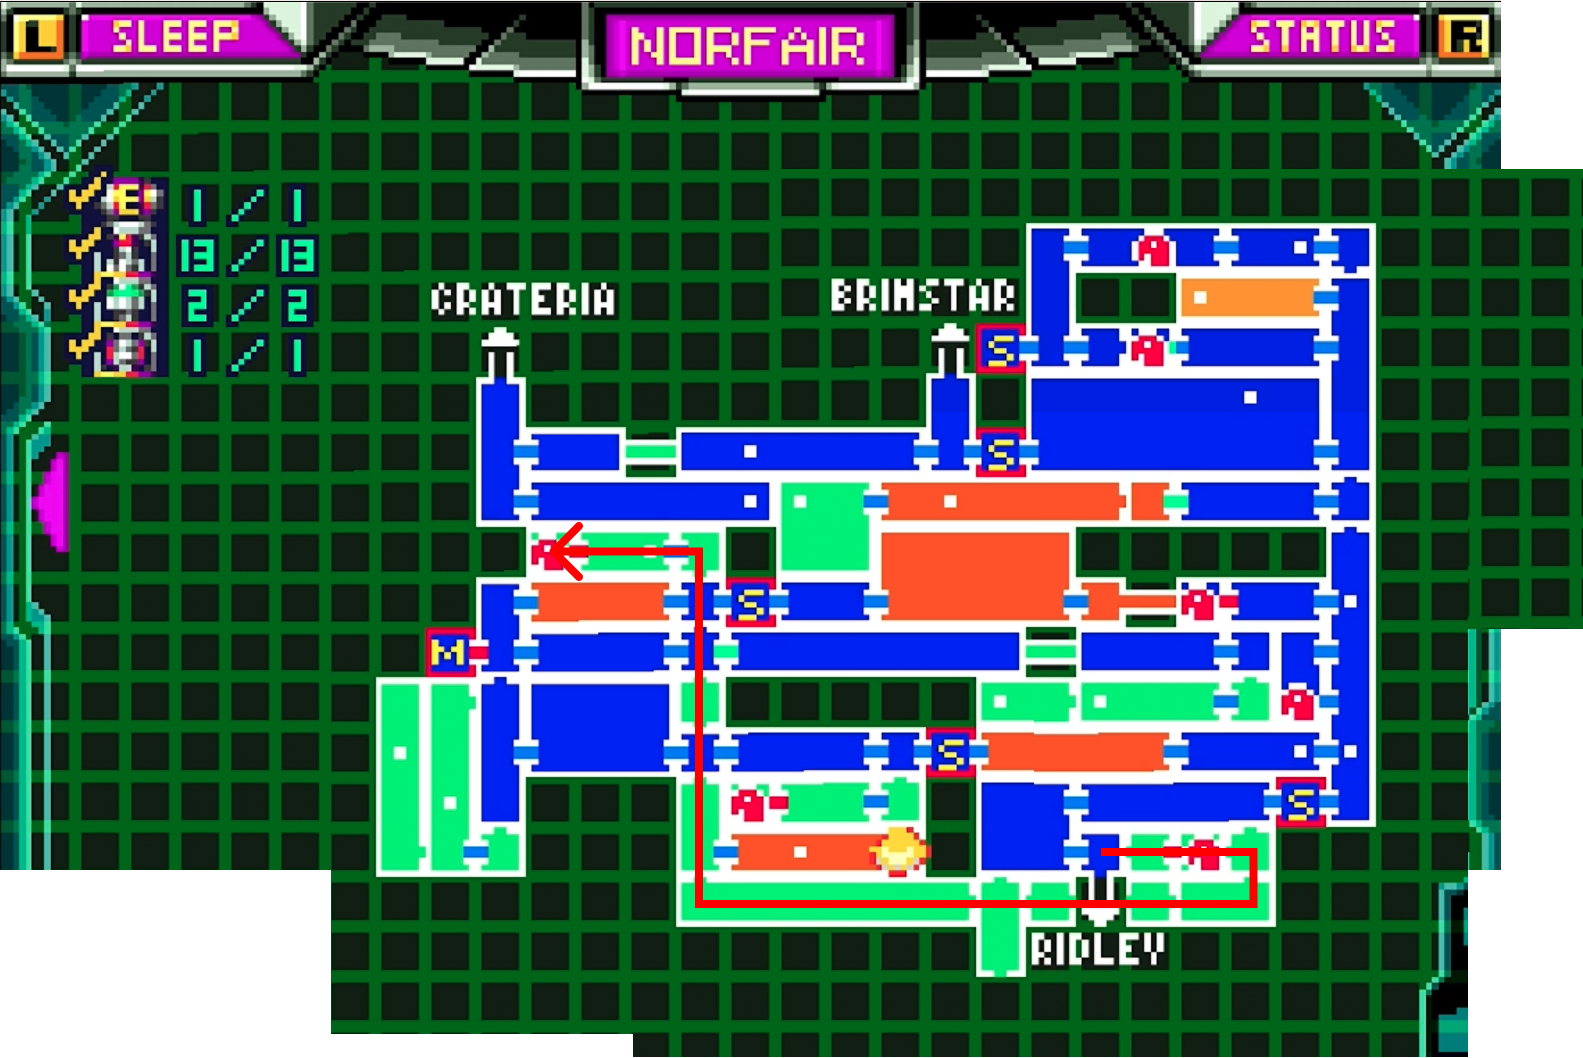 L SLEEP NORFAIR STATUS R
E 1 / 1
13 / 13
2 / 2
1 / 1
CRATERIA BRINSTAR
S
S
S
M
S
S
RIDLEY